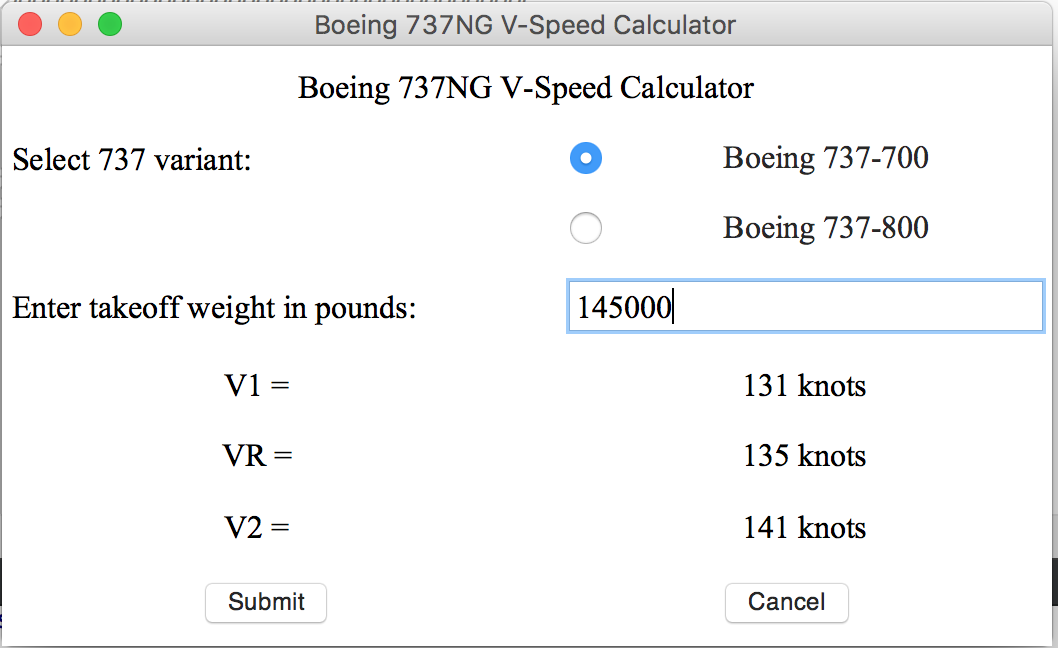 Boeing 737NG V-Speed Calculator
Boeing 737NG V-Speed Calculator
Select 737 variant: Boeing 737-700
Boeing 737-800
Enter takeoff weight in pounds: 145000
V1 = 131 knots
VR = 135 knots
V2 = 141 knots
Submit Cancel